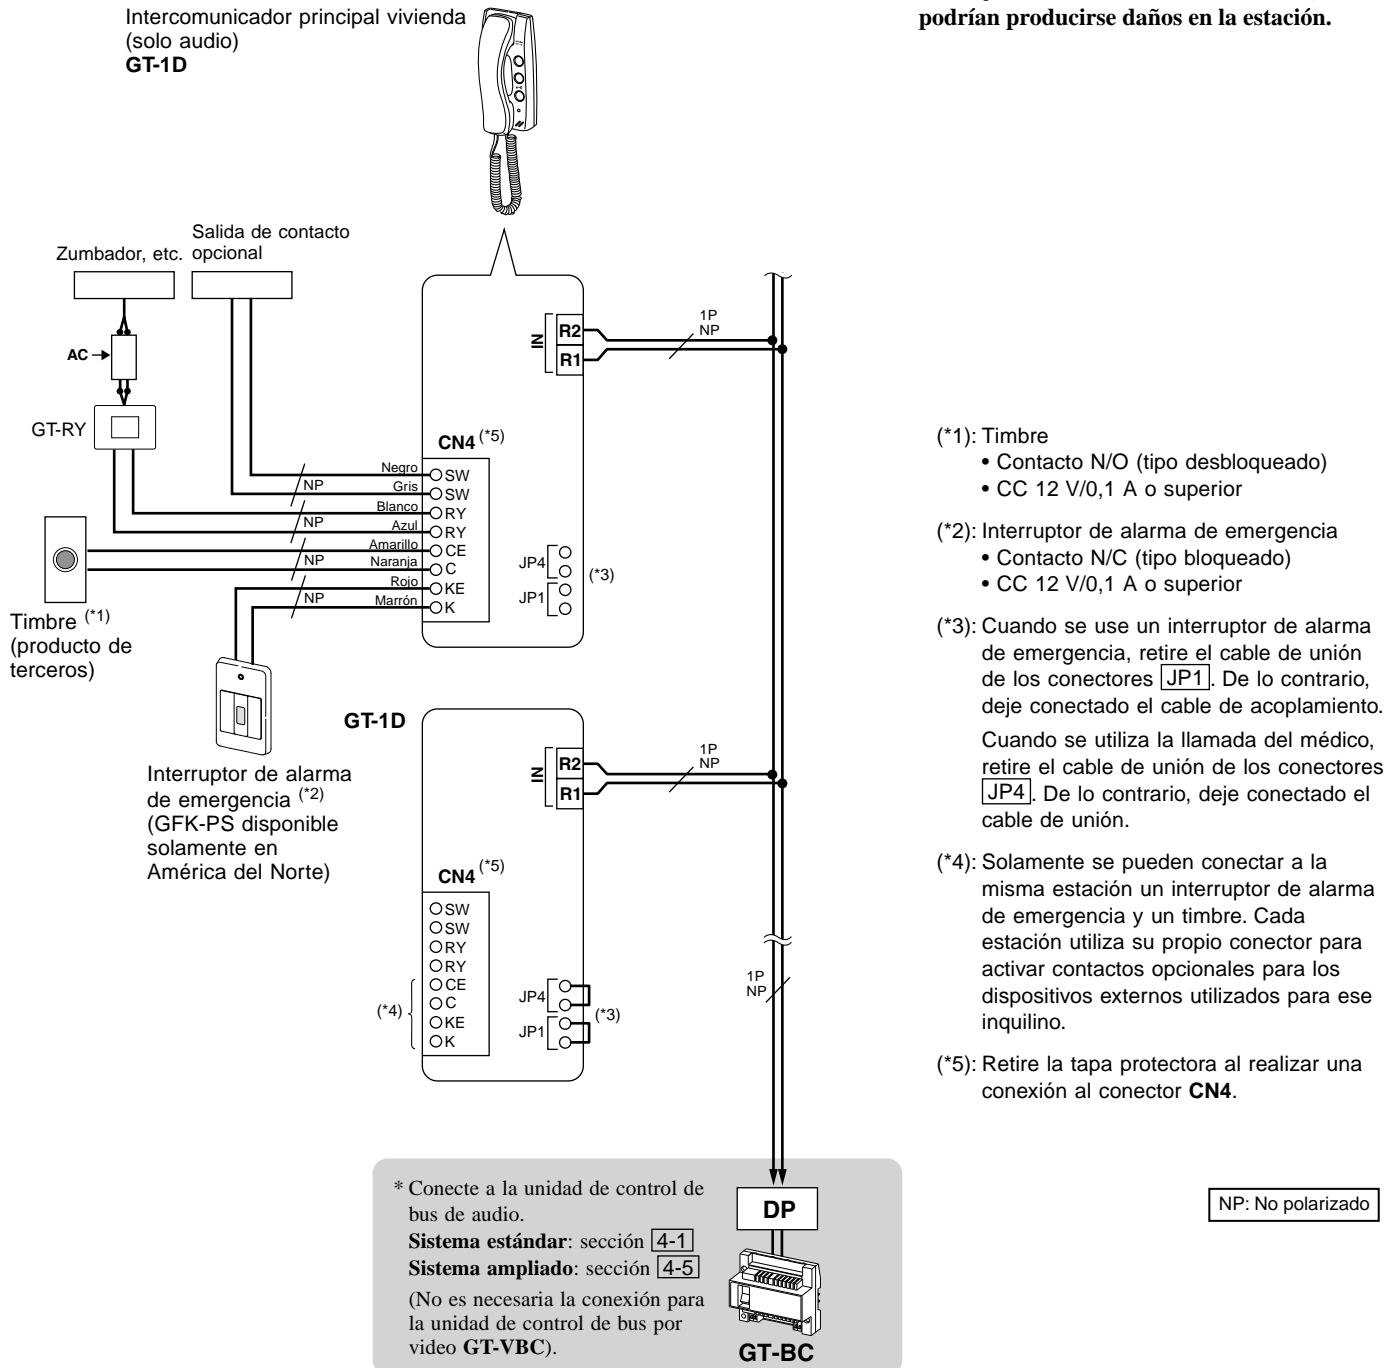 podrían producirse daños en la estación.
Intercomunicador principal vivienda
(solo audio)
GT-1D
Salida de contacto
opcional
Zumbador, etc.
AC
GT-RY
IN
R2
R1
1P
NP
CN4 (*5)
Negro
SW
NP
Gris
SW
Blanco
RY
NP
Azul
RY
Amarillo
CE
NP
Naranja
C
Rojo
KE
NP
Marrón
K
JP4
JP1
(*3)
Timbre (*1)
(producto de
terceros)
Interruptor de alarma
de emergencia (*2)
(GFK-PS disponible
solamente en
América del Norte)
GT-1D
IN
R2
R1
1P
NP
CN4 (*5)
SW
SW
RY
RY
CE
C
KE
K
(*4)
JP4
JP1
(*3)
1P
NP
(*1): Timbre
• Contacto N/O (tipo desbloqueado)
• CC 12 V/0,1 A o superior
(*2): Interruptor de alarma de emergencia
• Contacto N/C (tipo bloqueado)
• CC 12 V/0,1 A o superior
(*3): Cuando se use un interruptor de alarma
de emergencia, retire el cable de unión
de los conectores JP1. De lo contrario,
deje conectado el cable de acoplamiento.
Cuando se utiliza la llamada del médico,
retire el cable de unión de los conectores
JP4. De lo contrario, deje conectado el
cable de unión.
(*4): Solamente se pueden conectar a la
misma estación un interruptor de alarma
de emergencia y un timbre. Cada
estación utiliza su propio conector para
activar contactos opcionales para los
dispositivos externos utilizados para ese
inquilino.
(*5): Retire la tapa protectora al realizar una
conexión al conector CN4.
* Conecte a la unidad de control de
bus de audio.
Sistema estándar: sección 4-1
Sistema ampliado: sección 4-5
(No es necesaria la conexión para
la unidad de control de bus por
video GT-VBC).
DP
GT-BC
NP: No polarizado